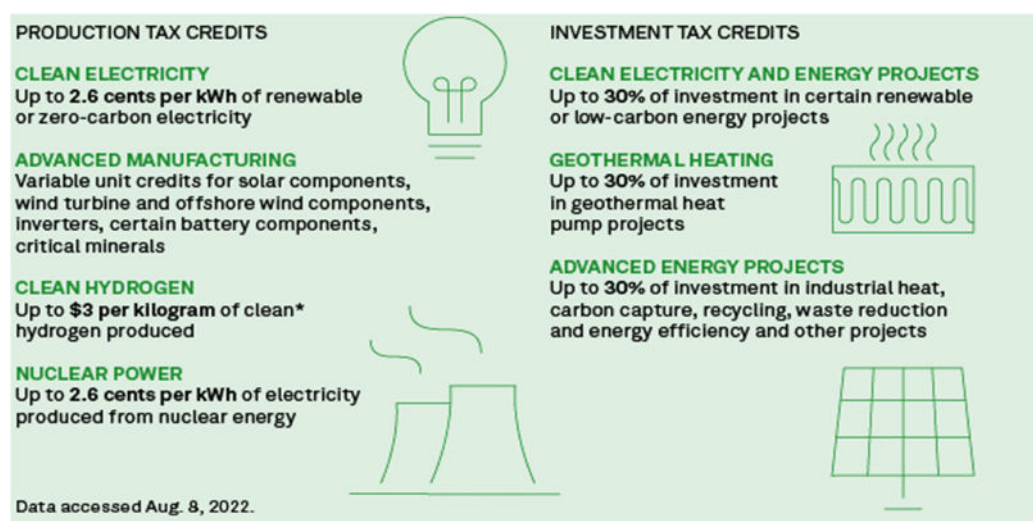 PRODUCTION TAX CREDITS
CLEAN ELECTRICITY
Up to 2.6 cents per kWh of renewable
or zero-carbon electricity
ADVANCED MANUFACTURING
Variable unit credits for solar components,
wind turbine and offshore wind components,
inverters, certain battery components,
critical minerals
CLEAN HYDROGEN
Up to $3 per kilogram of clean*
hydrogen produced
NUCLEAR POWER
Up to 2.6 cents per kWh of electricity
produced from nuclear energy
INVESTMENT TAX CREDITS
CLEAN ELECTRICITY AND ENERGY PROJECTS
Up to 30% of investment in certain renewable
or low-carbon energy projects
GEOTHERMAL HEATING
Up to 30% of investment
in geothermal heat
pump projects
ADVANCED ENERGY PROJECTS
Up to 30% of investment in industrial heat,
carbon capture, recycling, waste reduction
and energy efficiency and other projects
Data accessed Aug. 8, 2022.